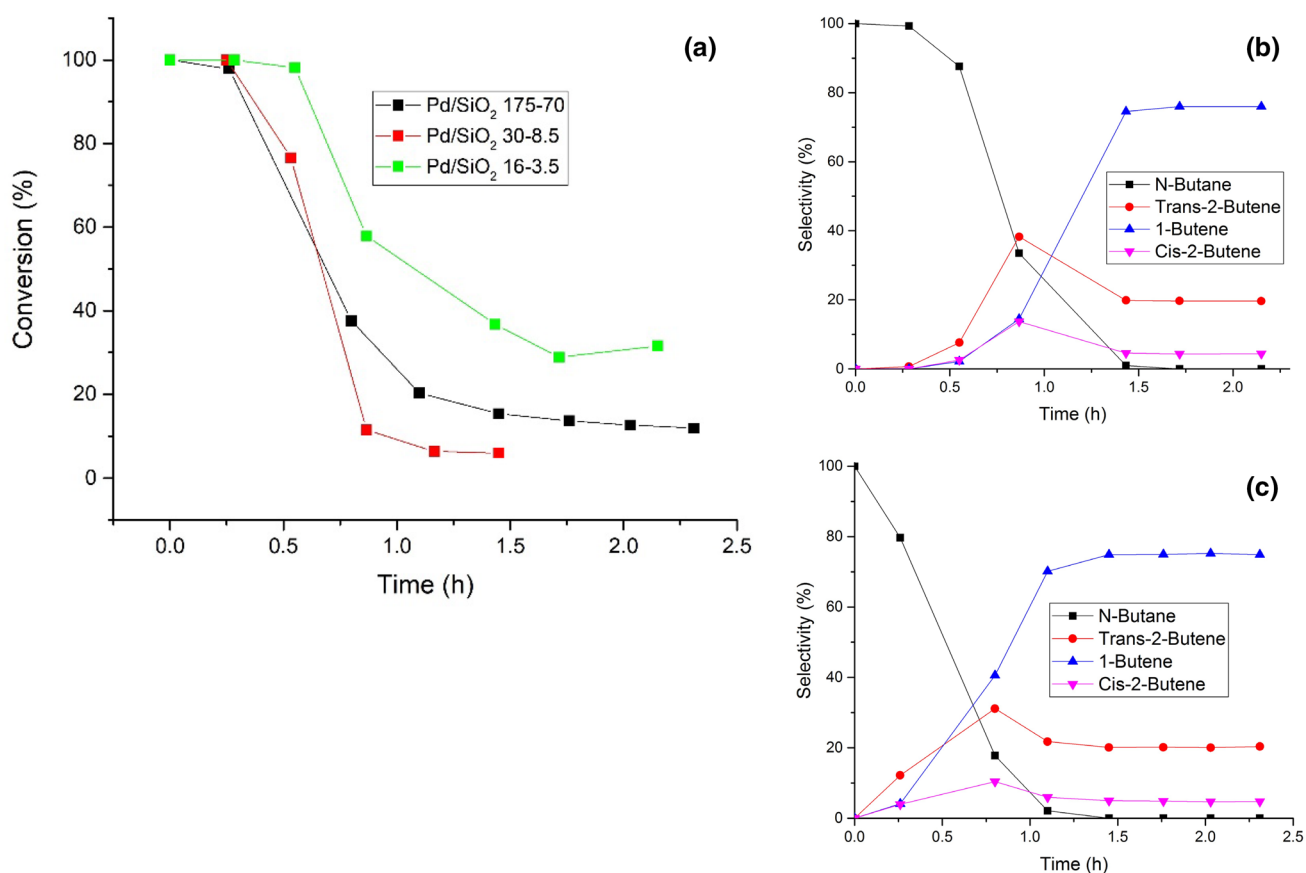 (a)
Conversion (%)
100
80
60
40
20
0
Pd/SiO2 175-70
Pd/SiO2 30-8.5
Pd/SiO2 16-3.5
0.0 0.5 1.0 1.5 2.0 2.5
Time (h)
(b)
Selectivity (%)
100
80
60
40
20
0
N-Butane
Trans-2-Butene
1-Butene
Cis-2-Butene
0.0 0.5 1.0 1.5 2.0
Time (h)
(c)
Selectivity (%)
100
80
60
40
20
0
N-Butane
Trans-2-Butene
1-Butene
Cis-2-Butene
0.0 0.5 1.0 1.5 2.0 2.5
Time (h)